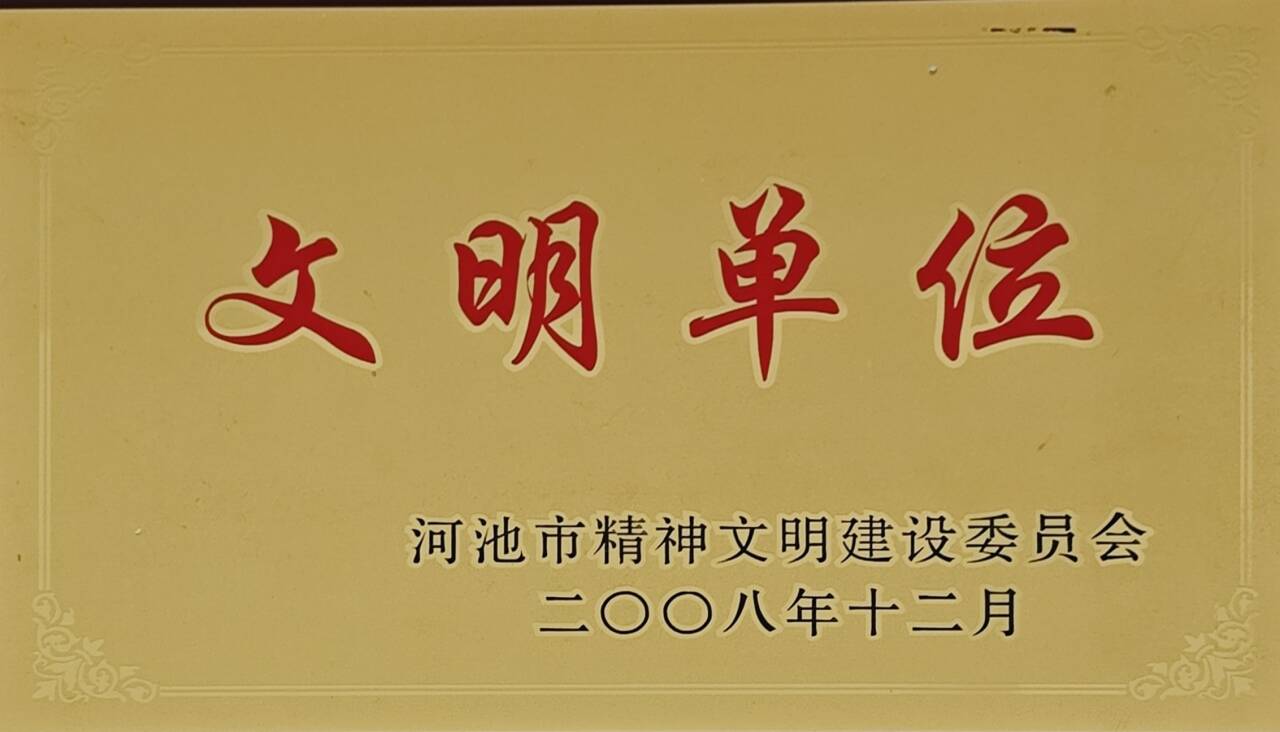 文明单位
河池市精神文明建设委员会
二〇〇八年十二月